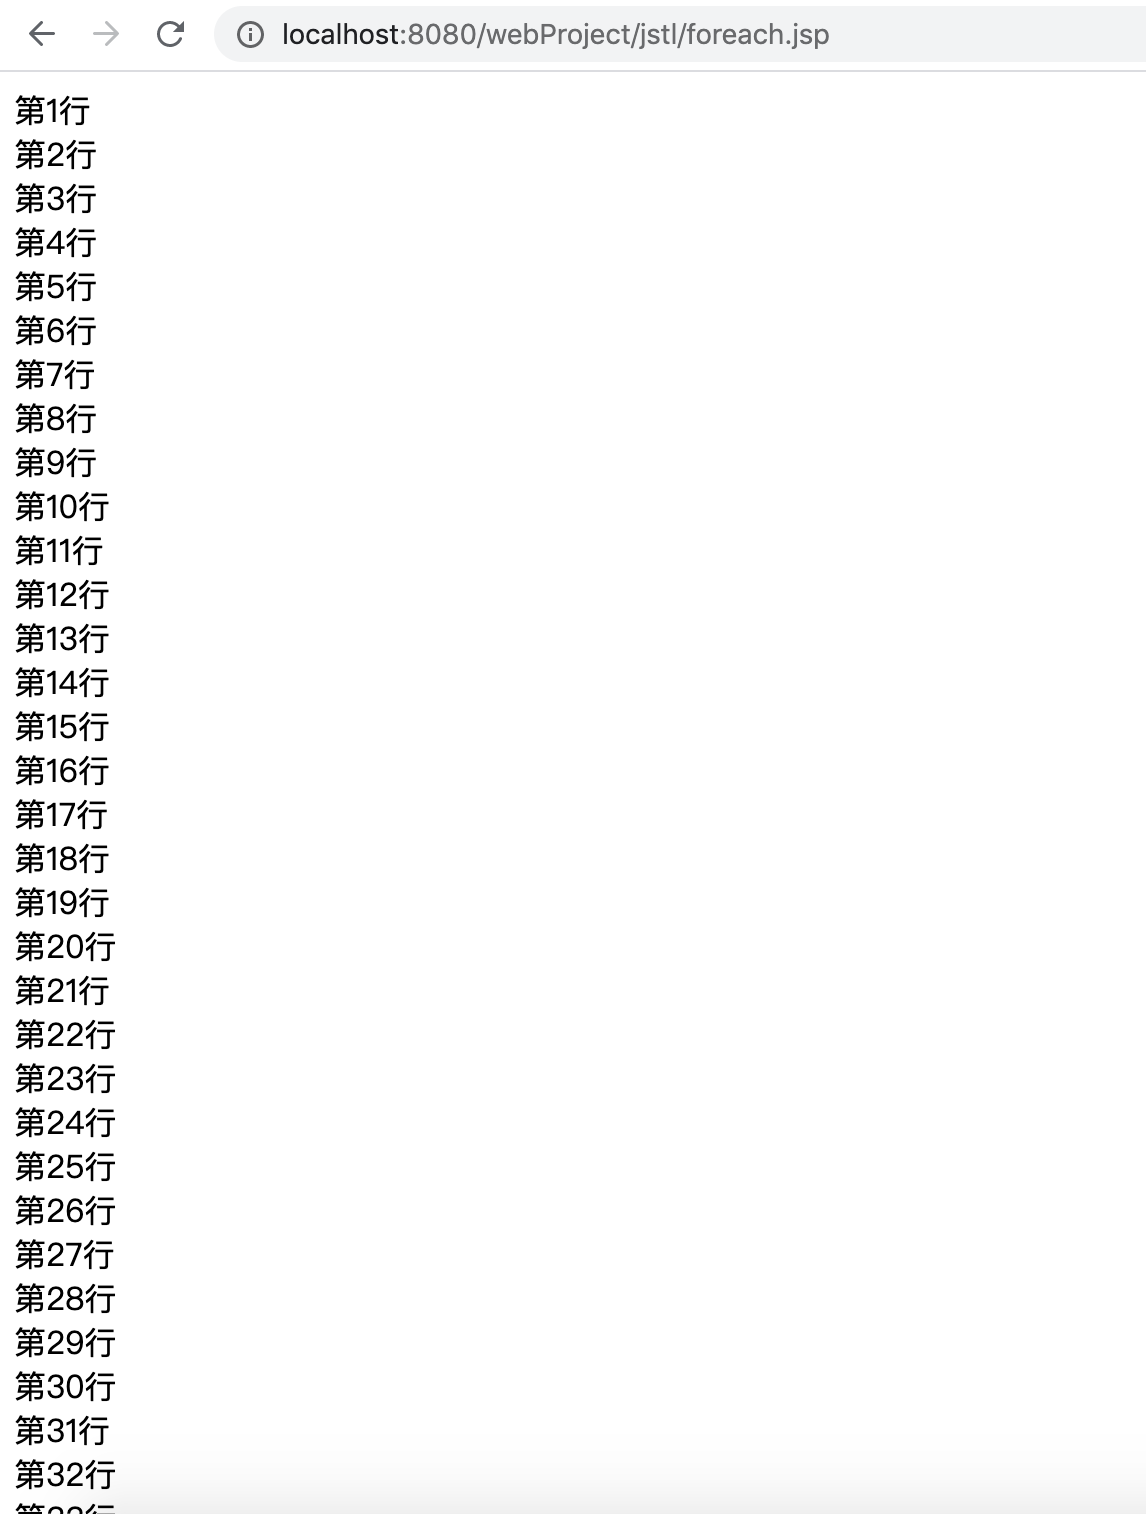 localhost:8080/webProject/jstl/foreach.jsp
第1行
第2行
第3行
第4行
第5行
第6行
第7行
第8行
第9行
第10行
第11行
第12行
第13行
第14行
第15行
第16行
第17行
第18行
第19行
第20行
第21行
第22行
第23行
第24行
第25行
第26行
第27行
第28行
第29行
第30行
第31行
第32行